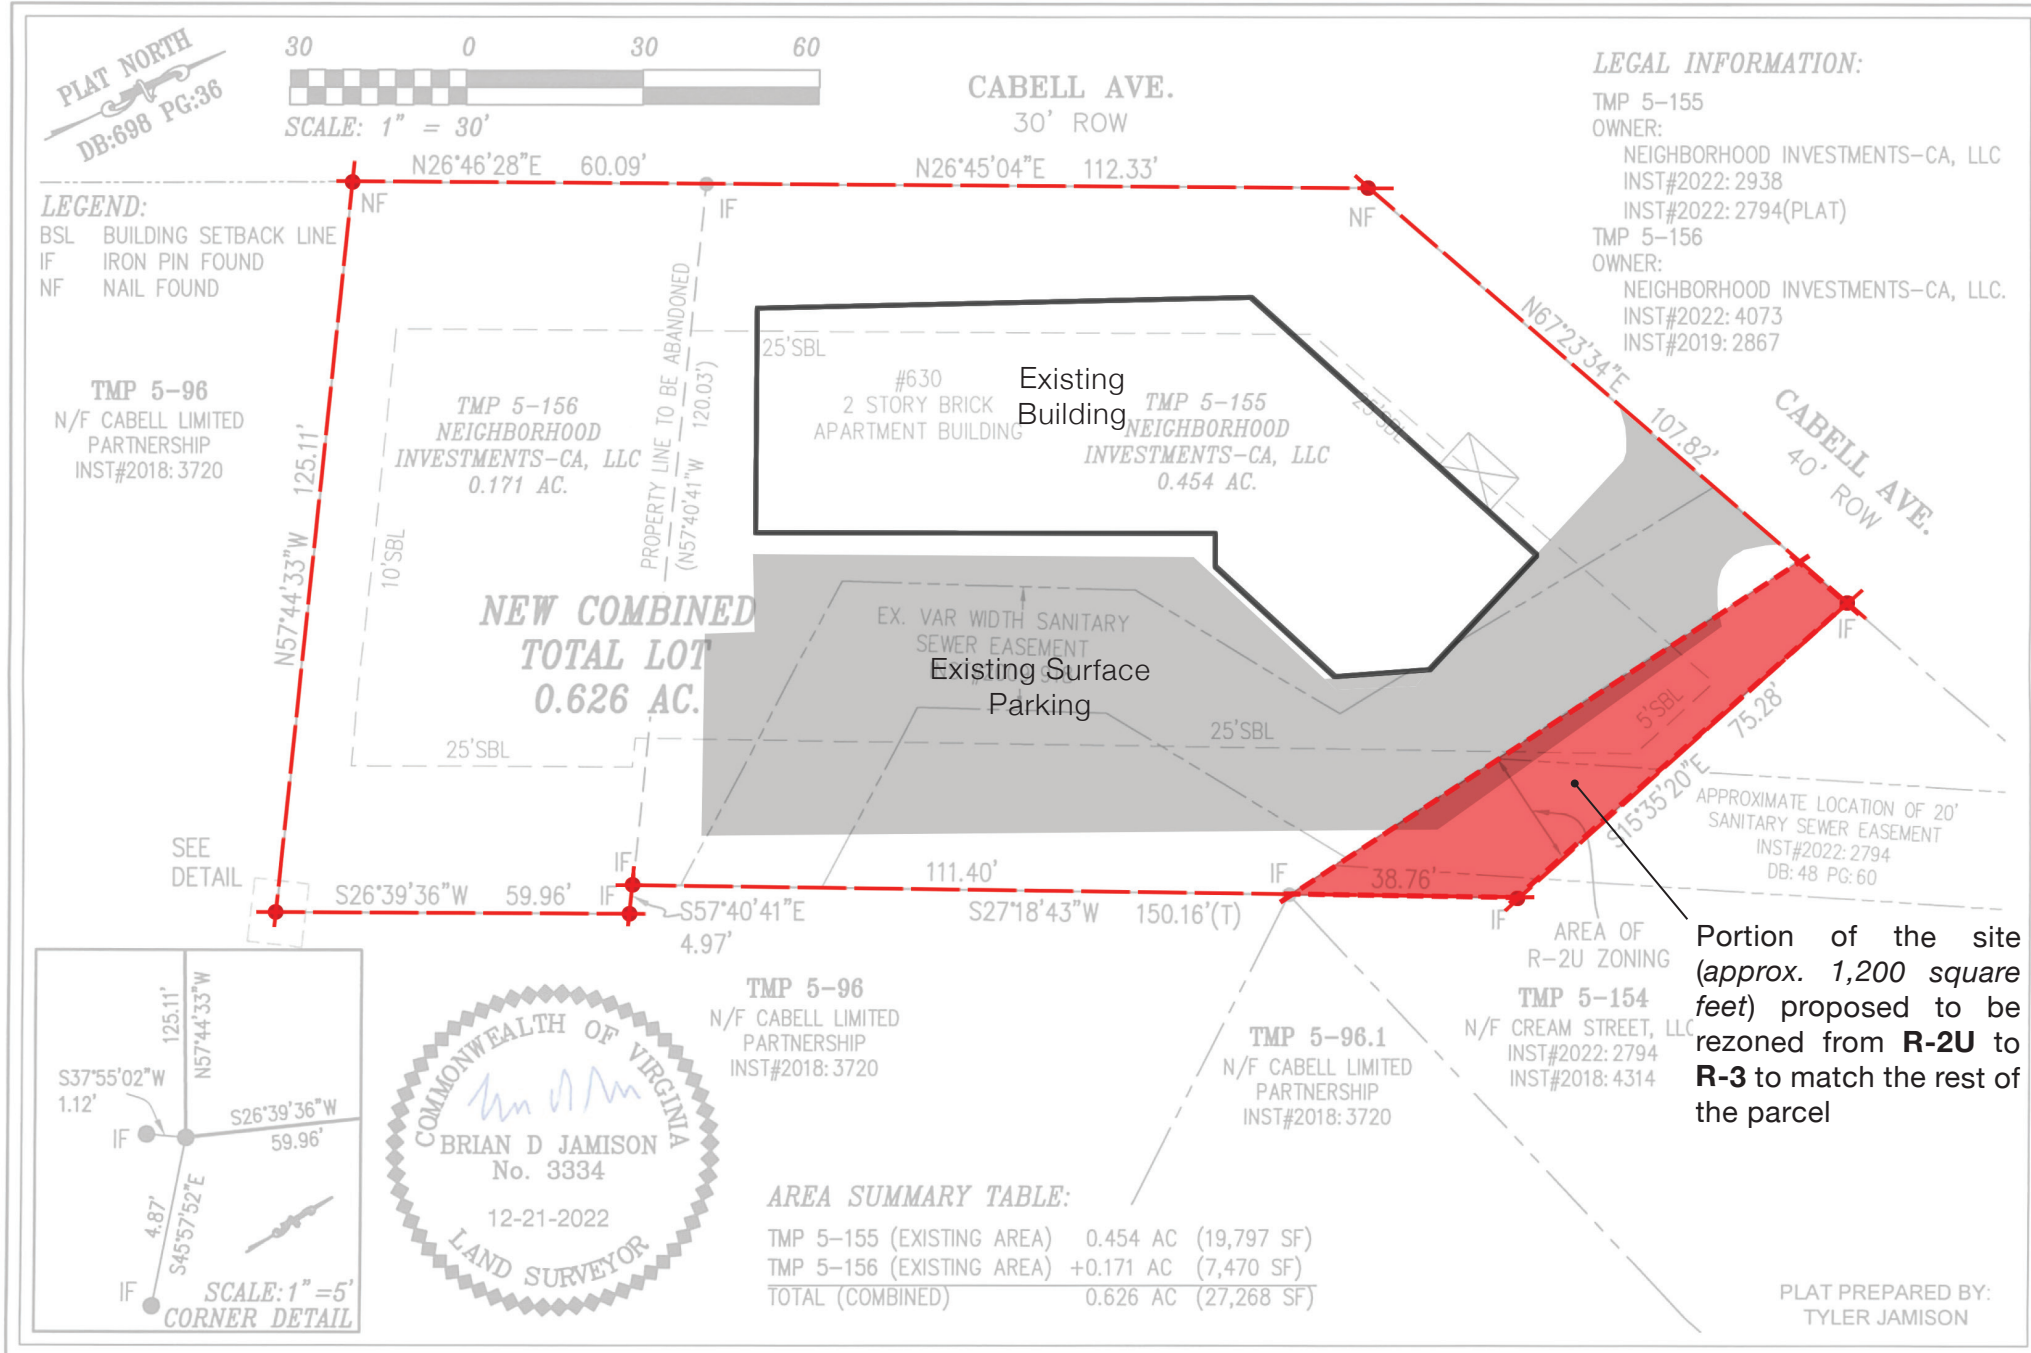 PLAT NORTH
DB:698 PG:36
30 0 30 60
SCALE: 1" = 30'
CABELL AVE.
30' ROW
LEGAL INFORMATION:
TMP 5-155
OWNER:
NEIGHBORHOOD INVESTMENTS-CA, LLC
INST#2022:2938
INST#2022:2794(PLAT)
TMP 5-156
OWNER:
NEIGHBORHOOD INVESTMENTS-CA, LLC.
INST#2022:4073
INST#2019:2867
N26°46'28"E 60.09'
N26°45'04"E 112.33'
NF
IF
NF
LEGEND:
BSL BUILDING SETBACK LINE
IF IRON PIN FOUND
NF NAIL FOUND
N67°23'34"E 107.82'
CABELL AVE.
40' ROW
TMP 5-96
N/F CABELL LIMITED
PARTNERSHIP
INST#2018:3720
N57°44'33"W 125.11'
TMP 5-156
NEIGHBORHOOD
INVESTMENTS-CA, LLC
0.171 AC.
PROPERTY LINE TO BE ABANDONED
(N57°40'41"W 120.03')
25'SBL
#630
2 STORY BRICK
APARTMENT BUILDING
Existing
Building
TMP 5-155
NEIGHBORHOOD
INVESTMENTS-CA, LLC
0.454 AC.
25'SBL
10'SBL
NEW COMBINED
TOTAL LOT
0.626 AC.
EX. VAR WIDTH SANITARY
SEWER EASEMENT
Existing Surface
Parking
25'SBL
25'SBL
5'SBL
IF
75.28'
S15°35'20"E
APPROXIMATE LOCATION OF 20'
SANITARY SEWER EASEMENT
INST#2022:2794
DB:48 PG:60
SEE
DETAIL
IF
S26°39'36"W 59.96'
IF
S57°40'41"E
4.97'
111.40'
S27°18'43"W 150.16'(T)
IF
38.76'
IF
AREA OF
R-2U ZONING
Portion of the site
(approx. 1,200 square
feet) proposed to be
rezoned from R-2U to
R-3 to match the rest of
the parcel
TMP 5-96
N/F CABELL LIMITED
PARTNERSHIP
INST#2018:3720
TMP 5-96.1
N/F CABELL LIMITED
PARTNERSHIP
INST#2018:3720
TMP 5-154
N/F CREAM STREET, LLC
INST#2022:2794
INST#2018:4314
125.11'
N57°44'33"W
S37°55'02"W
1.12'
IF
S26°39'36"W
59.96'
4.87'
S45°57'52"E
IF
SCALE: 1"=5'
CORNER DETAIL
COMMONWEALTH OF VIRGINIA
BRIAN D JAMISON
No. 3334
12-21-2022
LAND SURVEYOR
AREA SUMMARY TABLE:
TMP 5-155 (EXISTING AREA) 0.454 AC (19,797 SF)
TMP 5-156 (EXISTING AREA) +0.171 AC (7,470 SF)
TOTAL (COMBINED) 0.626 AC (27,268 SF)
PLAT PREPARED BY:
TYLER JAMISON